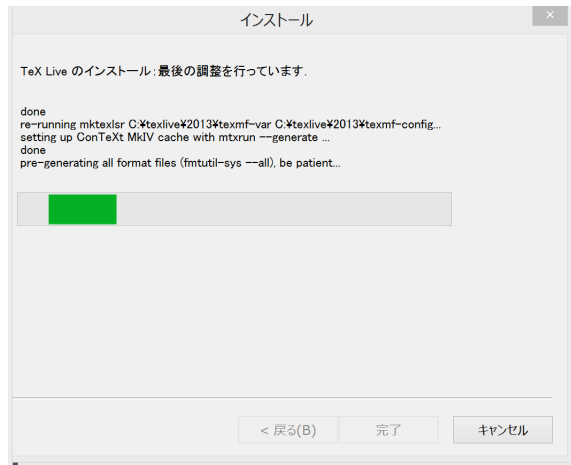 インストール
×
TeX Live のインストール: 最後の調整を行っています.
done
re-running mktexlsr C:¥texlive¥2013¥texmf-var C:¥texlive¥2013¥texmf-config...
setting up ConTeXt MkIV cache with mtxrun --generate ...
done
pre-generating all format files (fmtutil-sys --all), be patient...
< 戻る(B)
完了
キャンセル